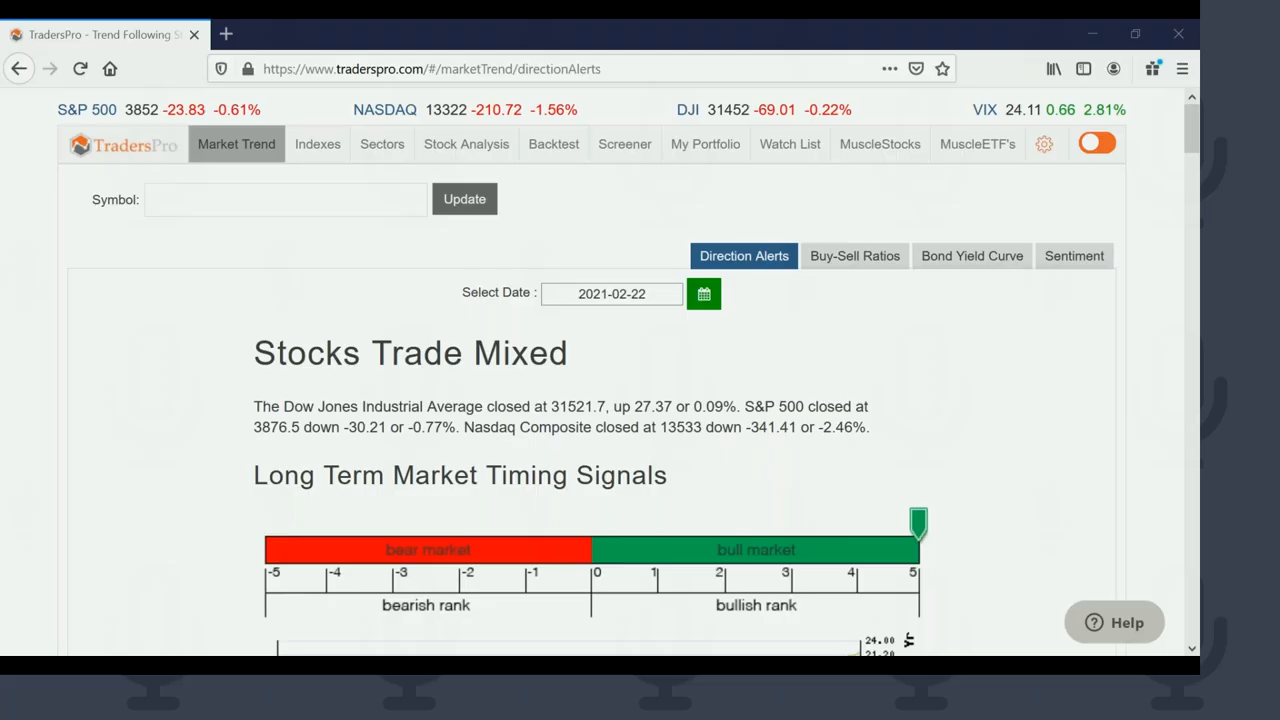 TradersPro - Trend Following S
https://www.traderspro.com/#/marketTrend/directionAlerts
S&P 500 3852 -23.83 -0.61% NASDAQ 13322 -210.72 -1.56% DJI 31452 -69.01 -0.22% VIX 24.11 0.66 2.81%
TradersPro Market Trend Indexes Sectors Stock Analysis Backtest Screener My Portfolio Watch List MuscleStocks MuscleETF's
Symbol: Update
Direction Alerts Buy-Sell Ratios Bond Yield Curve Sentiment
Select Date : 2021-02-22
Stocks Trade Mixed
The Dow Jones Industrial Average closed at 31521.7, up 27.37 or 0.09%. S&P 500 closed at
3876.5 down -30.21 or -0.77%. Nasdaq Composite closed at 13533 down -341.41 or -2.46%.
Long Term Market Timing Signals
bear market bull market
-5 -4 -3 -2 -1 0 1 2 3 4 5
bearish rank bullish rank
Help
24.00
21.20